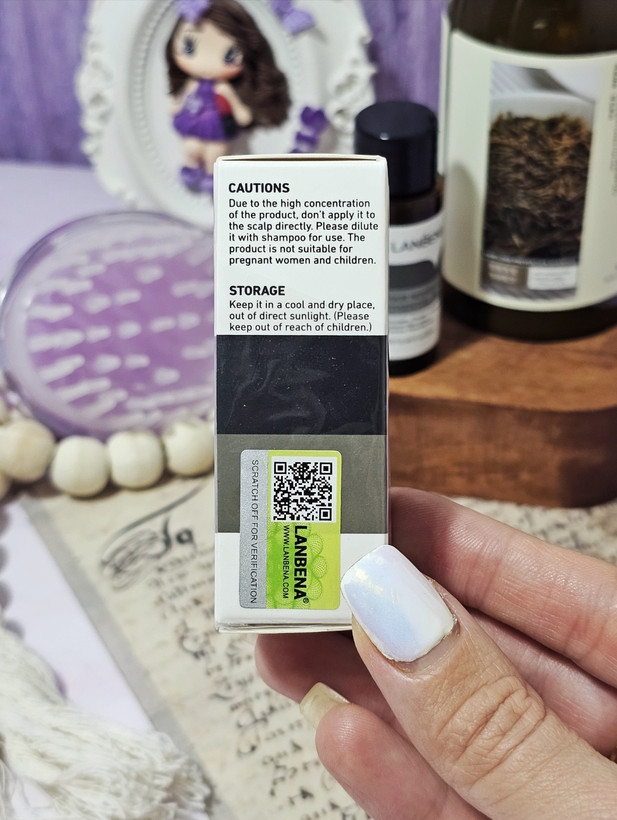 CAUTIONS
Due to the high concentration
of the product, don't apply it to
the scalp directly. Please dilute
it with shampoo for use. The
product is not suitable for
pregnant women and children.
STORAGE
Keep it in a cool and dry place,
out of direct sunlight. (Please
keep out of reach of children.)
SCRATCH OFF FOR VERIFICATION
WWW.LANBENA.COM
LANBENA®